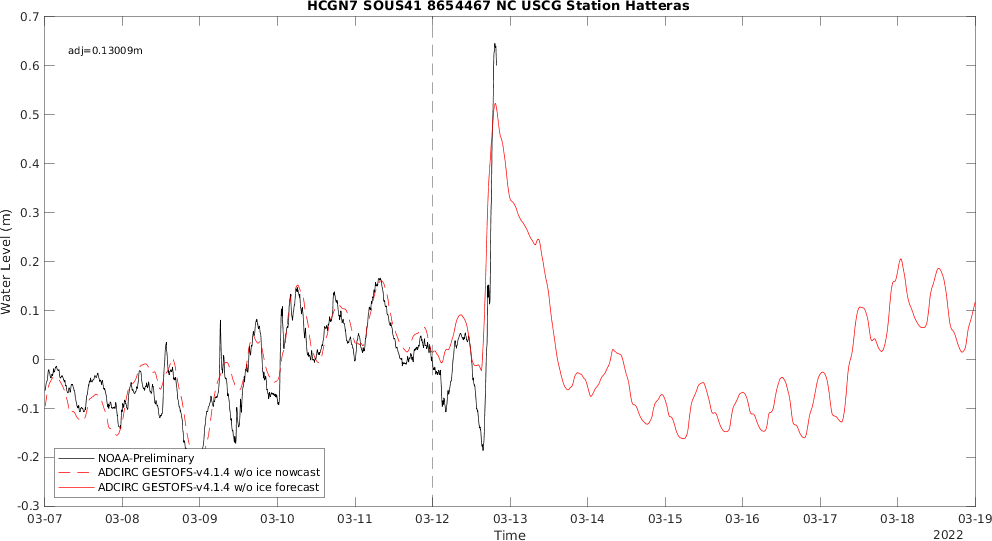 HCGN7 SOUS41 8654467 NC USCG Station Hatteras
adj=0.13009m
0.7
0.6
0.5
0.4
0.3
0.2
0.1
0
-0.1
-0.2
-0.3
Water Level (m)
NOAA-Preliminary
ADCIRC GESTOFS-v4.1.4 w/o ice nowcast
ADCIRC GESTOFS-v4.1.4 w/o ice forecast
03-07 03-08 03-09 03-10 03-11 03-12 03-13 03-14 03-15 03-16 03-17 03-18 03-19
Time
2022